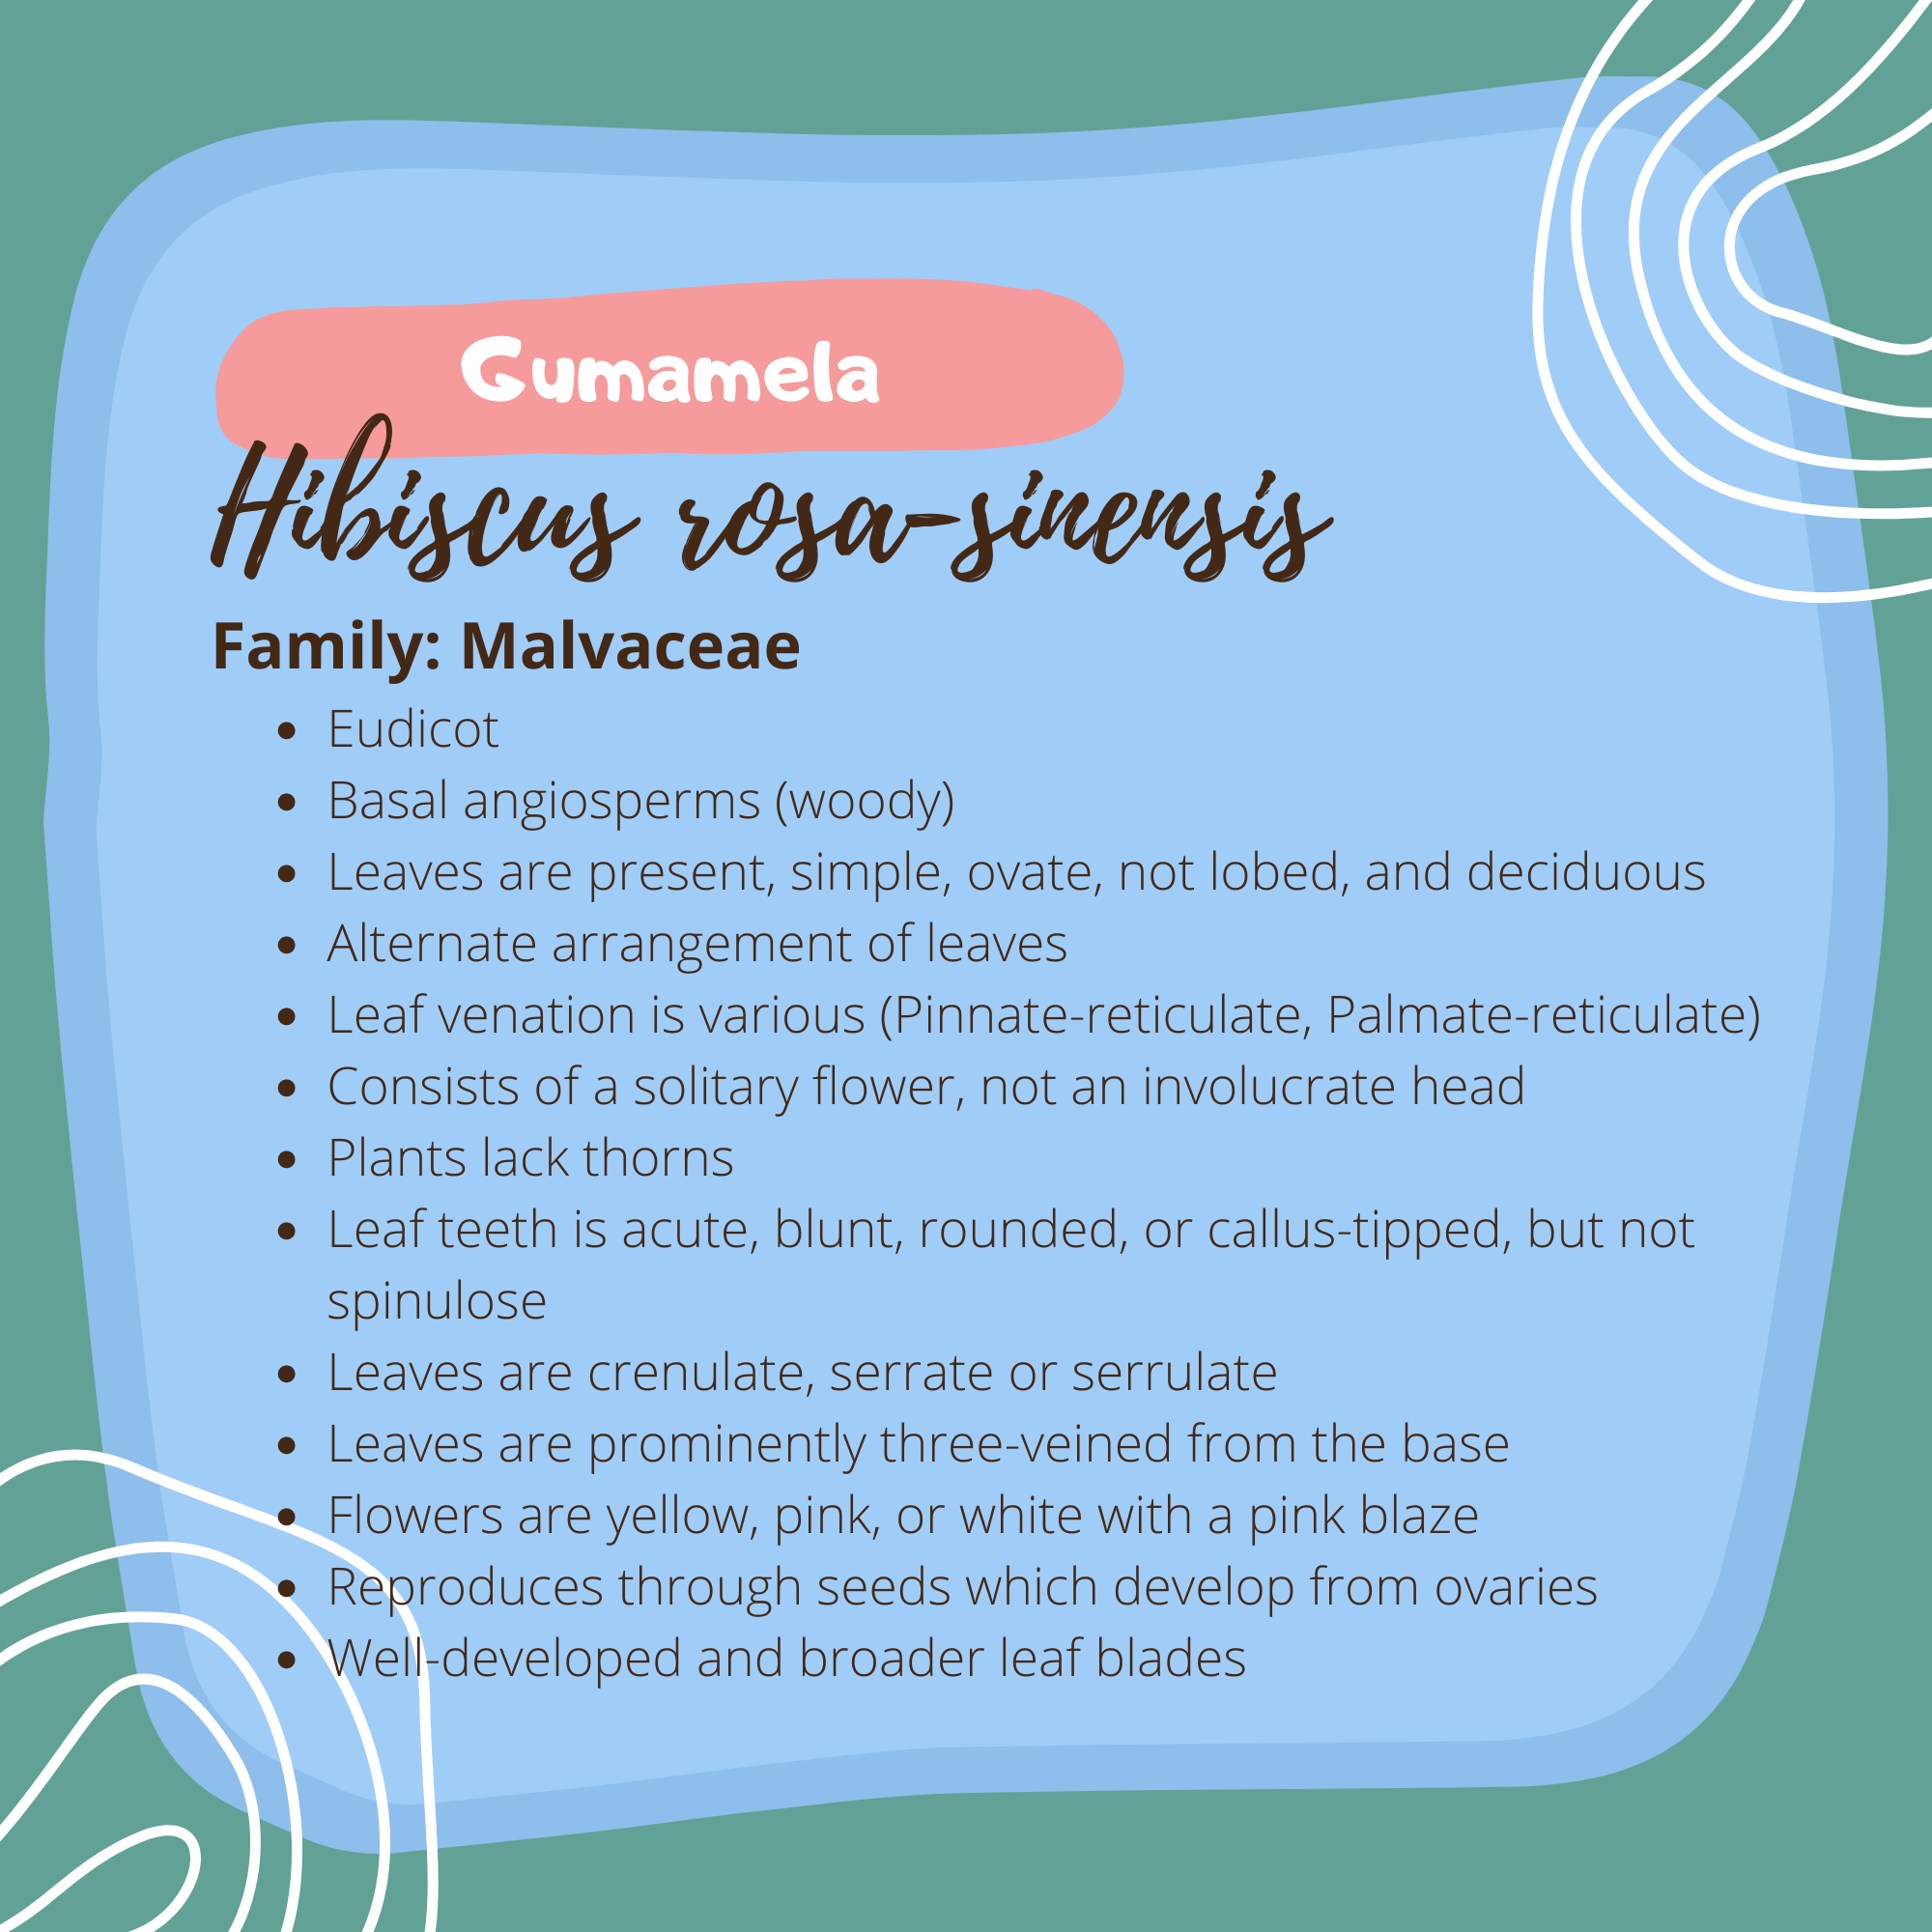 Gumamela
Hibiscus rosa-sinensis
Family: Malvaceae
• Eudicot
• Basal angiosperms (woody)
• Leaves are present, simple, ovate, not lobed, and deciduous
• Alternate arrangement of leaves
• Leaf venation is various (Pinnate-reticulate, Palmate-reticulate)
• Consists of a solitary flower, not an involucrate head
• Plants lack thorns
• Leaf teeth is acute, blunt, rounded, or callus-tipped, but not
spinulose
• Leaves are crenulate, serrate or serrulate
• Leaves are prominently three-veined from the base
• Flowers are yellow, pink, or white with a pink blaze
• Reproduces through seeds which develop from ovaries
• Well-developed and broader leaf blades